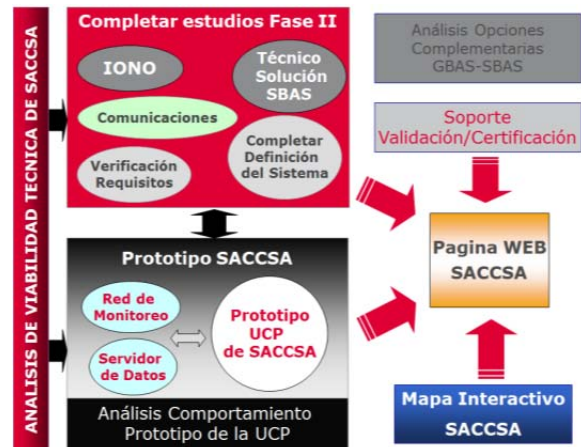 ANALISIS DE VIABILIDAD TECNICA DE SACCSA
Completar estudios Fase II
IONO
Técnico
Solución
SBAS
Comunicaciones
Verificación
Requisitos
Completar
Definición
del Sistema
Prototipo SACCSA
Red de
Monitoreo
Servidor
de Datos
Prototipo
UCP
de SACCSA
Análisis Comportamiento
Prototipo de la UCP
Análisis Opciones
Complementarias
GBAS-SBAS
Soporte
Validación/Certificación
Pagina WEB
SACCSA
Mapa Interactivo
SACCSA